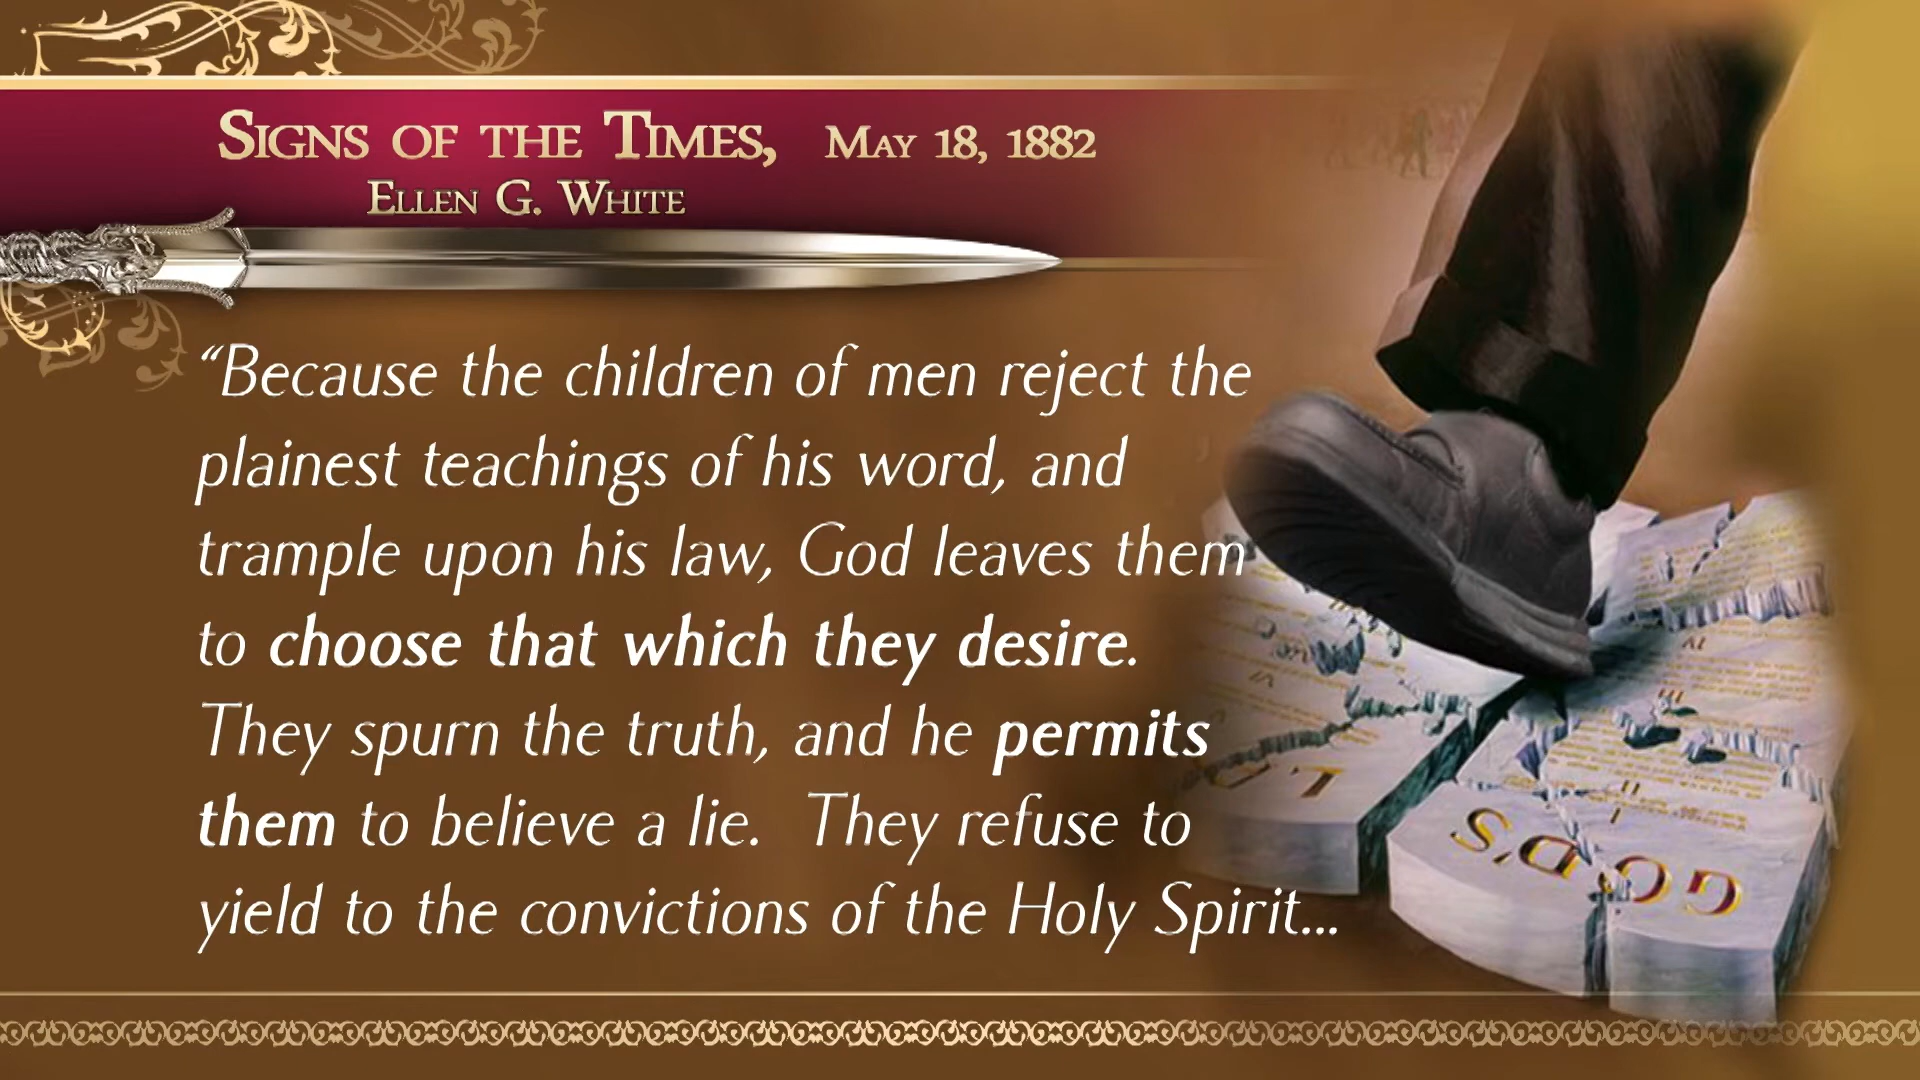 Signs of the Times, May 18, 1882
Ellen G. White
“Because the children of men reject the
plainest teachings of his word, and
trample upon his law, God leaves them
to choose that which they desire.
They spurn the truth, and he permits
them to believe a lie. They refuse to
yield to the convictions of the Holy Spirit...
GOD'S